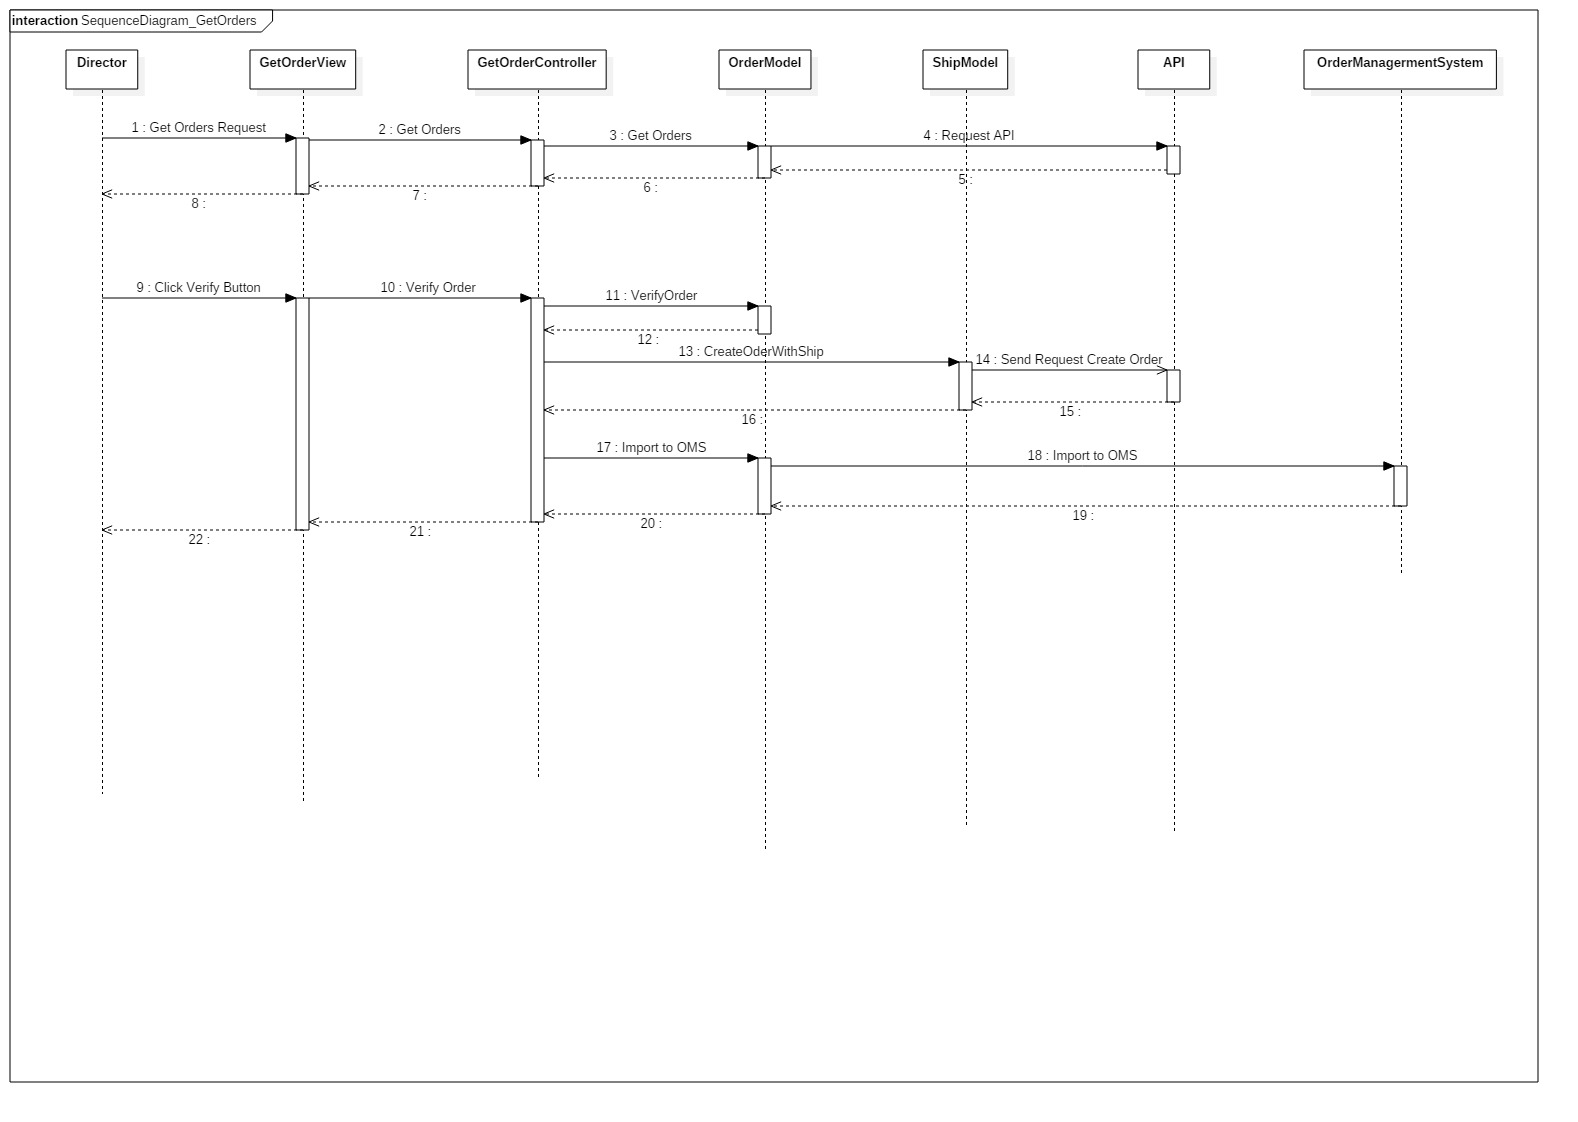 interaction SequenceDiagram_GetOrders
Director
GetOrderView
GetOrderController
OrderModel
ShipModel
API
OrderManagermentSystem
1 : Get Orders Request
2 : Get Orders
3 : Get Orders
4 : Request API
5 :
6 :
7 :
8 :
9 : Click Verify Button
10 : Verify Order
11 : VerifyOrder
12 :
13 : CreateOderWithShip
14 : Send Request Create Order
15 :
16 :
17 : Import to OMS
18 : Import to OMS
19 :
20 :
21 :
22 :